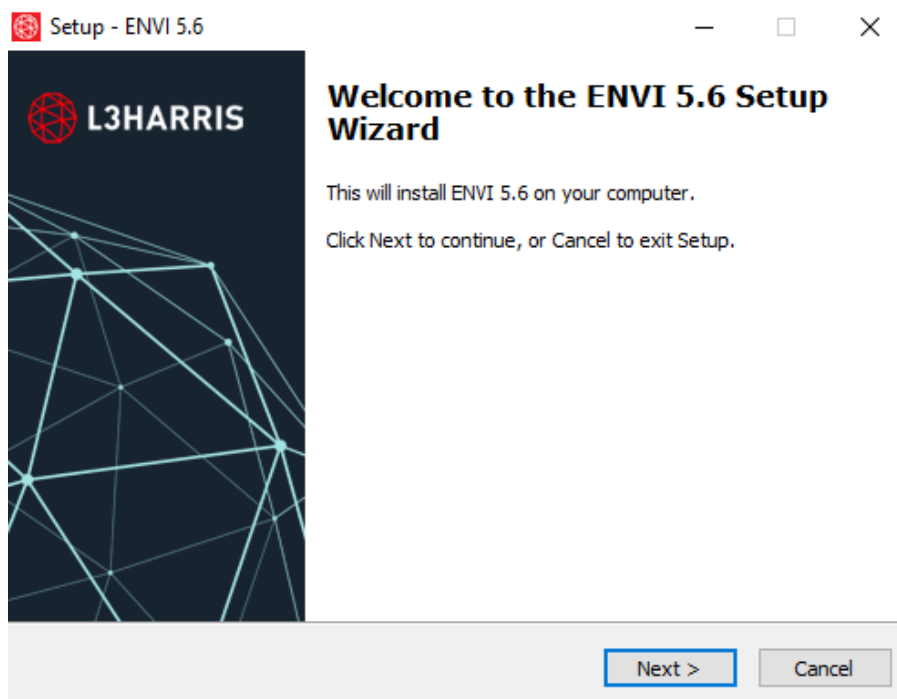 Setup - ENVI 5.6
L3HARRIS
Welcome to the ENVI 5.6 Setup
Wizard
This will install ENVI 5.6 on your computer.
Click Next to continue, or Cancel to exit Setup.
Next >
Cancel